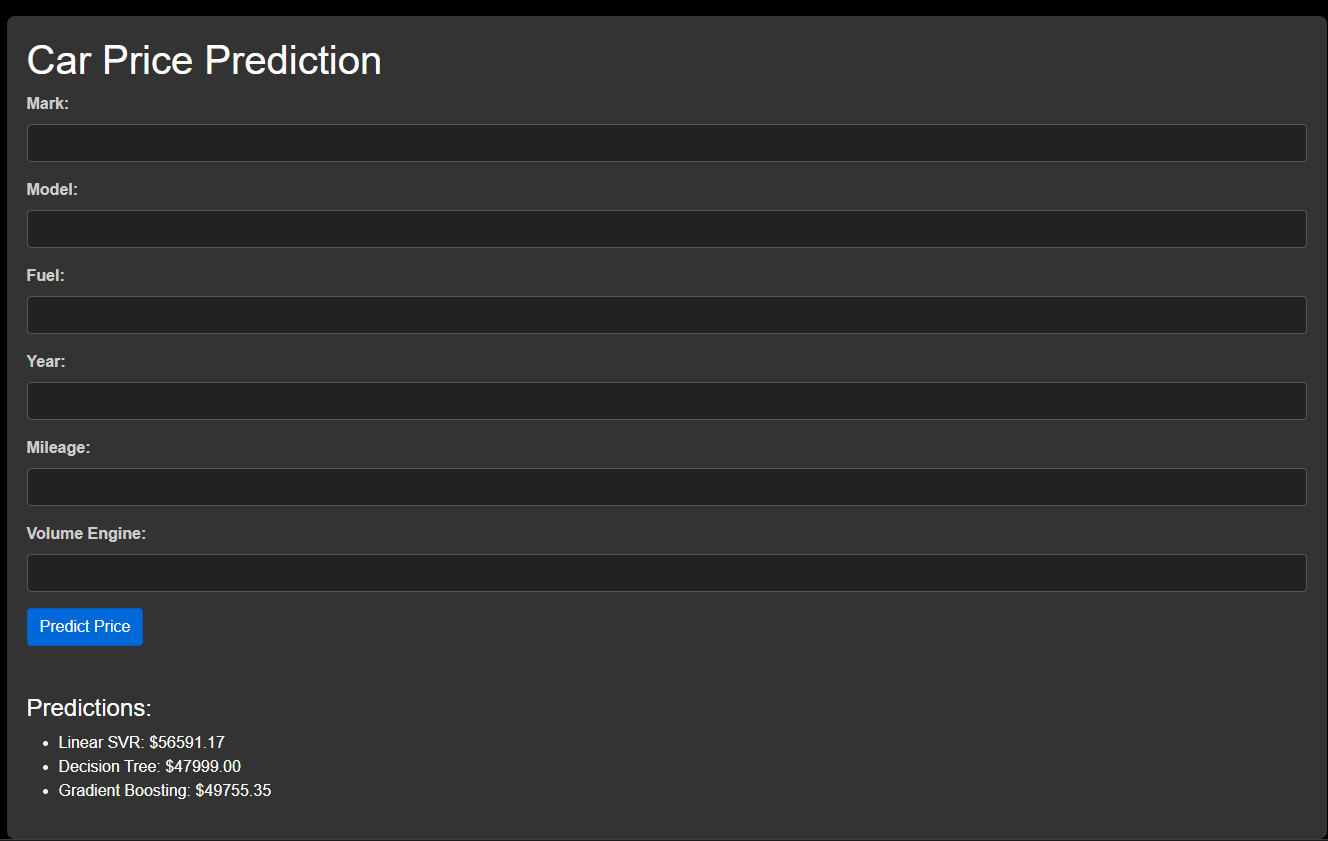 Car Price Prediction
Mark:
Model:
Fuel:
Year:
Mileage:
Volume Engine:
Predict Price
Predictions:
• Linear SVR: $56591.17
• Decision Tree: $47999.00
• Gradient Boosting: $49755.35